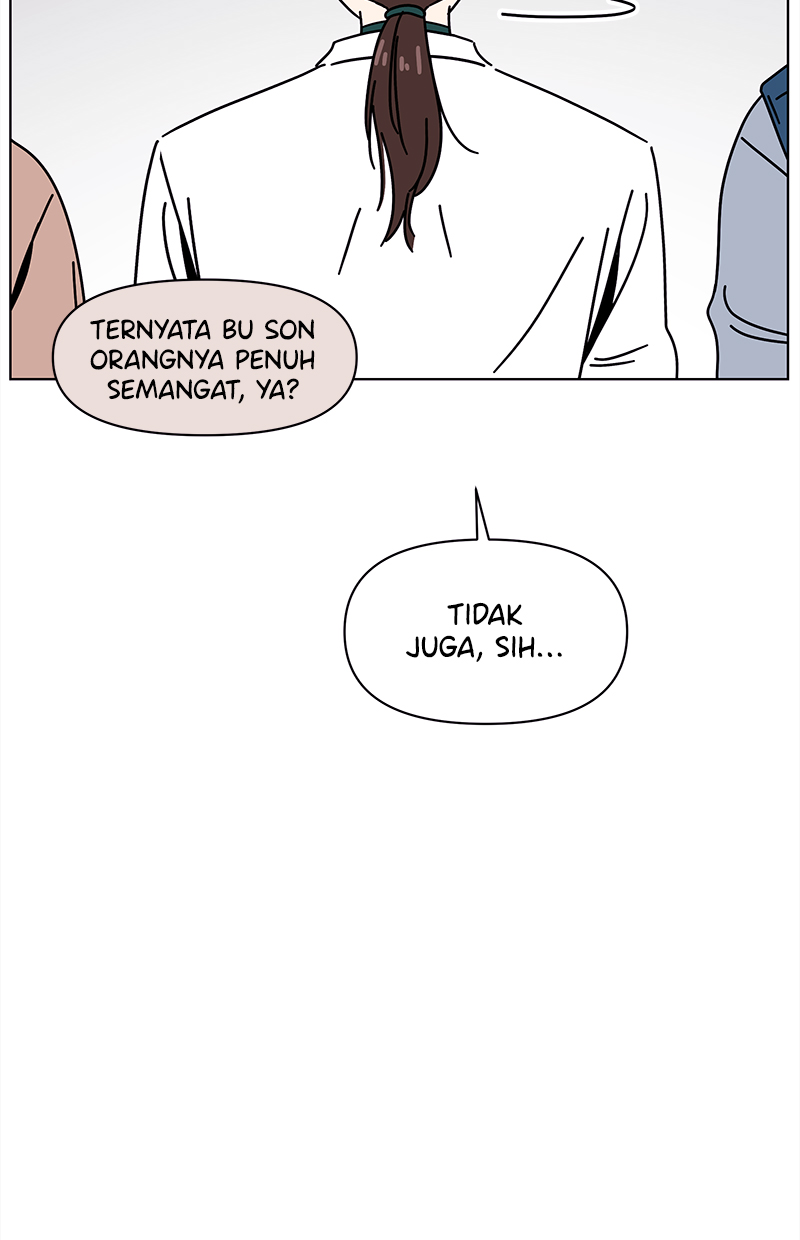 TERNYATA BU SON
ORANGNYA PENUH
SEMANGAT, YA?
TIDAK
JUGA, SIH...